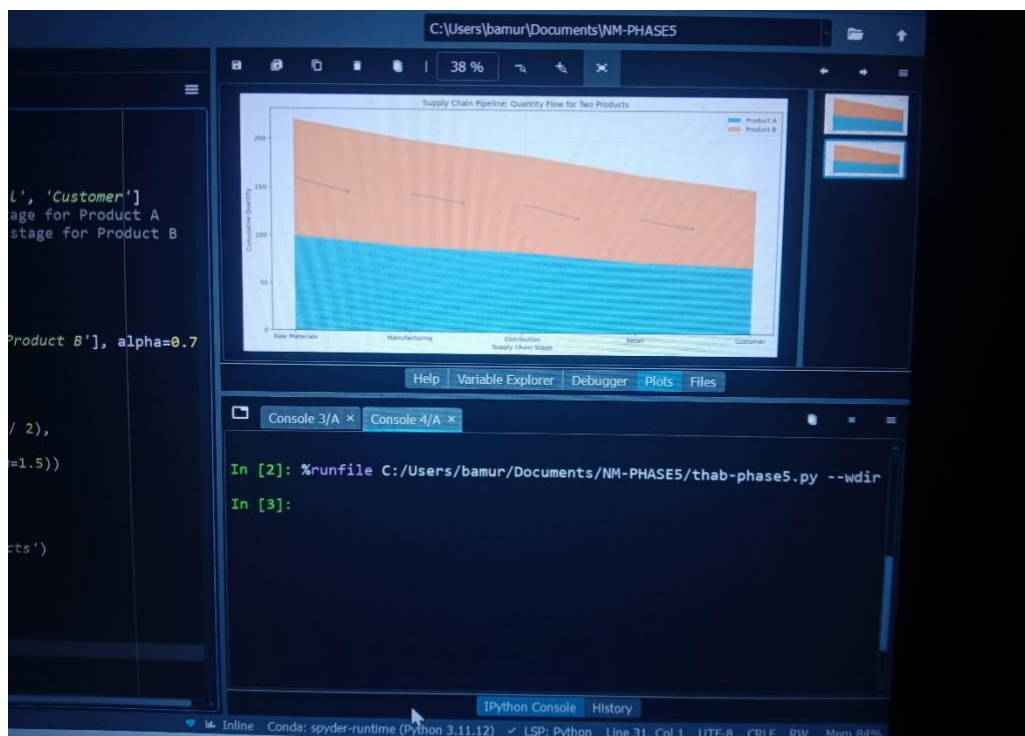 C:\Users\bamur\Documents\NM-PHASE5
38 %
Supply Chain Pipeline: Quantity Flow for Two Products
Product A
Product B
200
150
100
50
0
Cumulative Quantity
Raw Materials
Manufacturing
Distribution
Retail
Customer
Supply Chain Stage
l', 'Customer']
age for Product A
stage for Product B
Product B'], alpha=0.7
/ 2),
=1.5))
cts')
Help
Variable Explorer
Debugger
Plots
Files
Console 3/A ×
Console 4/A ×
In [2]: %runfile C:/Users/bamur/Documents/NM-PHASE5/thab-phase5.py --wdir
In [3]:
IPython Console
History
Inline
Conda: spyder-runtime (Python 3.11.12)
✓ LSP: Python
Line 31, Col 1
UTF-8
CRLF
RW
Mem 84%